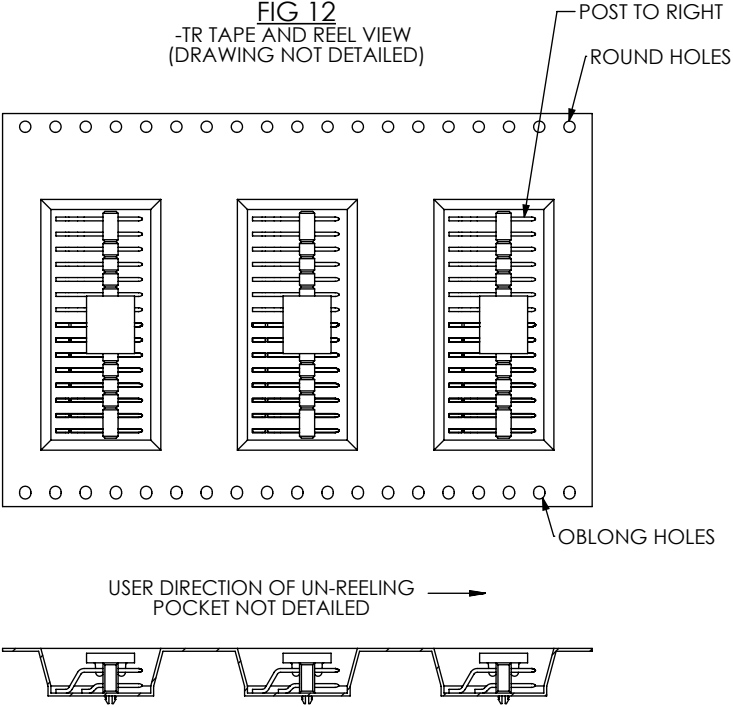 FIG 12
-TR TAPE AND REEL VIEW
(DRAWING NOT DETAILED)
POST TO RIGHT
ROUND HOLES
OBLONG HOLES
USER DIRECTION OF UN-REELING
POCKET NOT DETAILED